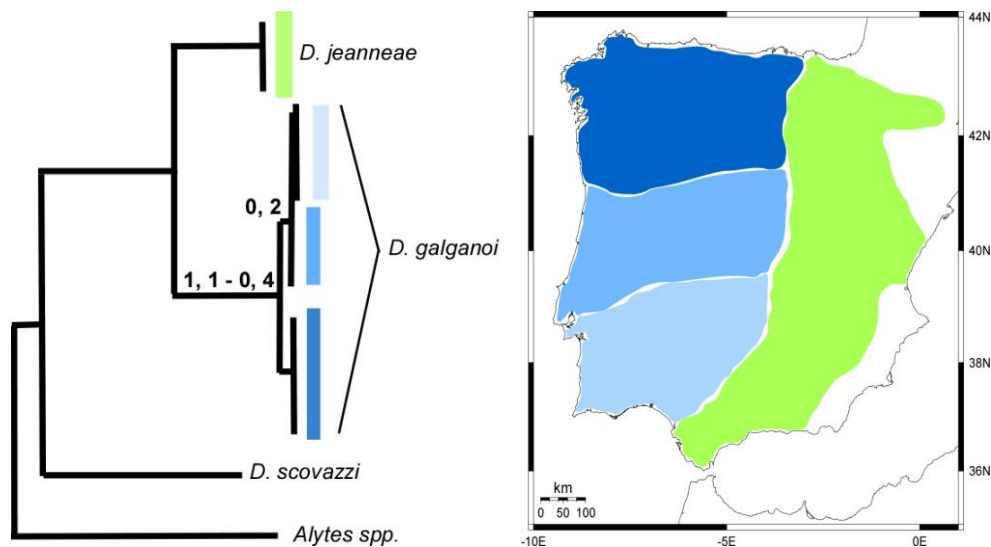 D. jeanneae
0, 2
D. galganoi
1, 1 - 0, 4
D. scovazzi
Alytes spp.
44N
42N
40N
38N
36N
km
0 50 100
-10E
-5E
0E